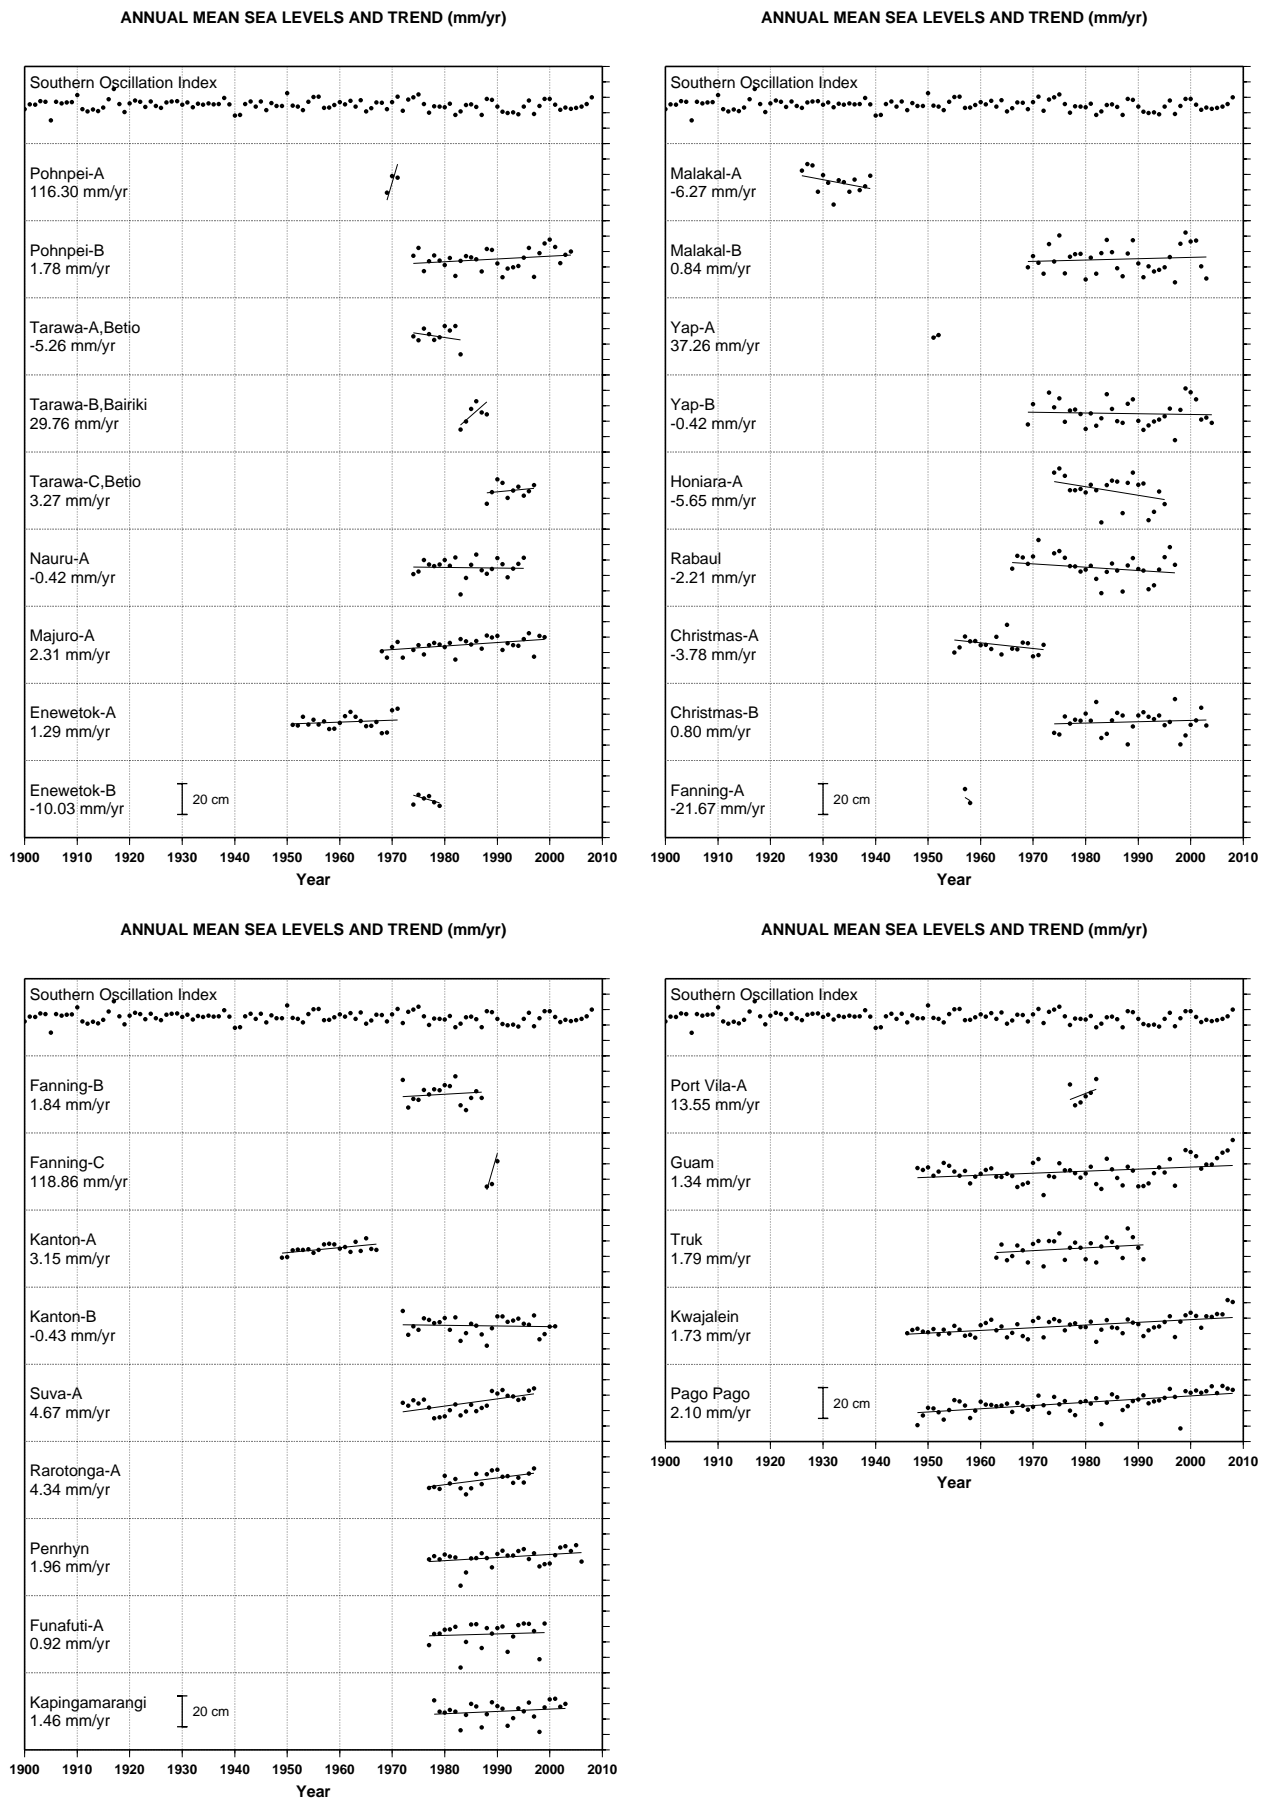 ANNUAL MEAN SEA LEVELS AND TREND (mm/yr)
Southern Oscillation Index
Pohnpei-A
116.30 mm/yr
Pohnpei-B
1.78 mm/yr
Tarawa-A,Betio
-5.26 mm/yr
Tarawa-B,Bairiki
29.76 mm/yr
Tarawa-C,Betio
3.27 mm/yr
Nauru-A
-0.42 mm/yr
Majuro-A
2.31 mm/yr
Enewetok-A
1.29 mm/yr
Enewetok-B
-10.03 mm/yr
20 cm
1900 1910 1920 1930 1940 1950 1960 1970 1980 1990 2000 2010
Year
ANNUAL MEAN SEA LEVELS AND TREND (mm/yr)
Southern Oscillation Index
Malakal-A
-6.27 mm/yr
Malakal-B
0.84 mm/yr
Yap-A
37.26 mm/yr
Yap-B
-0.42 mm/yr
Honiara-A
-5.65 mm/yr
Rabaul
-2.21 mm/yr
Christmas-A
-3.78 mm/yr
Christmas-B
0.80 mm/yr
Fanning-A
-21.67 mm/yr
20 cm
1900 1910 1920 1930 1940 1950 1960 1970 1980 1990 2000 2010
Year
ANNUAL MEAN SEA LEVELS AND TREND (mm/yr)
Southern Oscillation Index
Fanning-B
1.84 mm/yr
Fanning-C
118.86 mm/yr
Kanton-A
3.15 mm/yr
Kanton-B
-0.43 mm/yr
Suva-A
4.67 mm/yr
Rarotonga-A
4.34 mm/yr
Penrhyn
1.96 mm/yr
Funafuti-A
0.92 mm/yr
Kapingamarangi
1.46 mm/yr
20 cm
1900 1910 1920 1930 1940 1950 1960 1970 1980 1990 2000 2010
Year
ANNUAL MEAN SEA LEVELS AND TREND (mm/yr)
Southern Oscillation Index
Port Vila-A
13.55 mm/yr
Guam
1.34 mm/yr
Truk
1.79 mm/yr
Kwajalein
1.73 mm/yr
Pago Pago
2.10 mm/yr
20 cm
1900 1910 1920 1930 1940 1950 1960 1970 1980 1990 2000 2010
Year